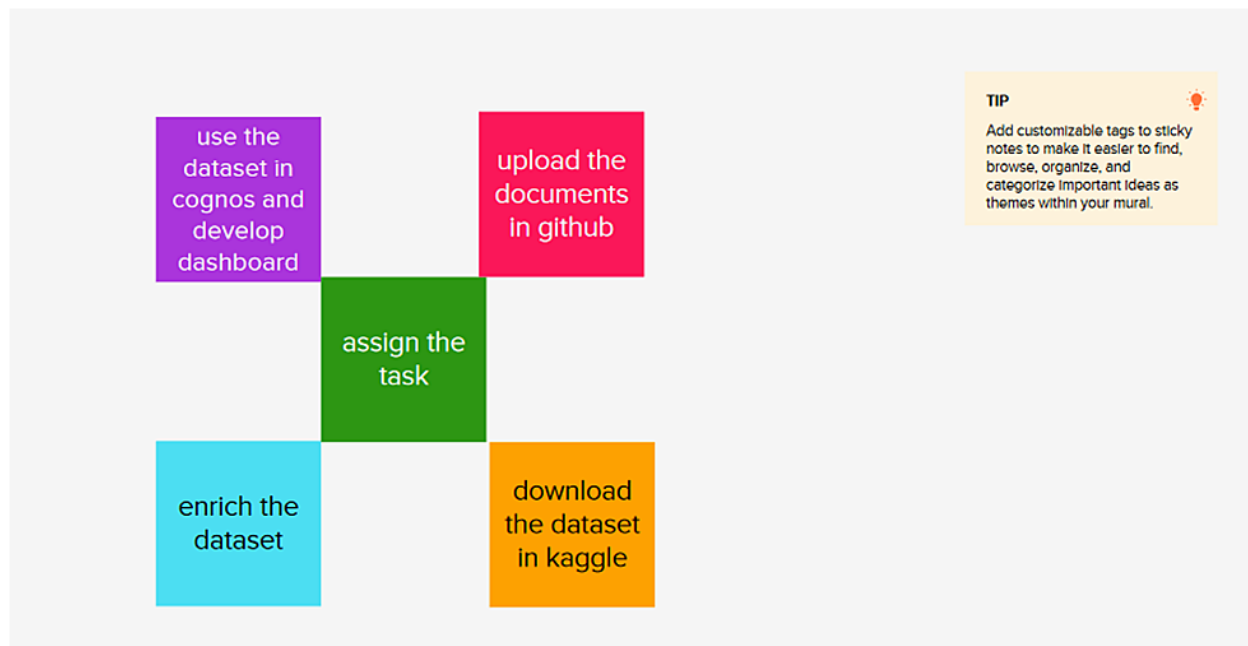 use the
dataset in
cognos and
develop
dashboard
upload the
documents
in github
assign the
task
enrich the
dataset
download
the dataset
in kaggle
TIP
Add customizable tags to sticky
notes to make it easier to find,
browse, organize, and
categorize important ideas as
themes within your mural.